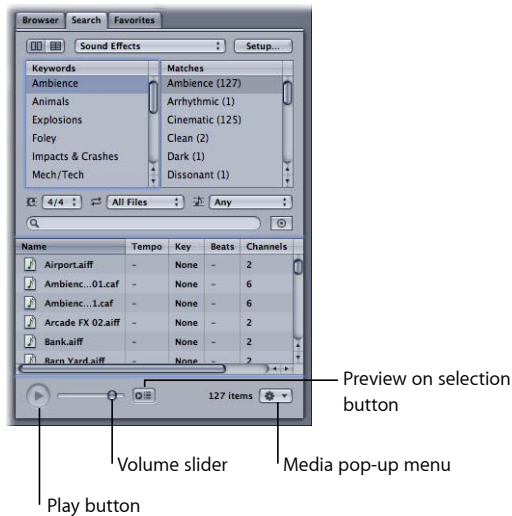 Browser Search Favorites
Sound Effects Setup...
Keywords Matches
Ambience Ambience (127)
Animals Arrhythmic (1)
Explosions Cinematic (125)
Foley Clean (2)
Impacts & Crashes Dark (1)
Mech/Tech Dissonant (1)
4/4 All Files Any
Name Tempo Key Beats Channels
Airport.aiff - None - 2
Ambienc...01.caf - None - 6
Ambienc...1.caf - None - 6
Arcade FX 02.aiff - None - 2
Bank.aiff - None - 2
Barn Yard.aiff - None - 2
127 items
Preview on selection
button
Volume slider
Media pop-up menu
Play button